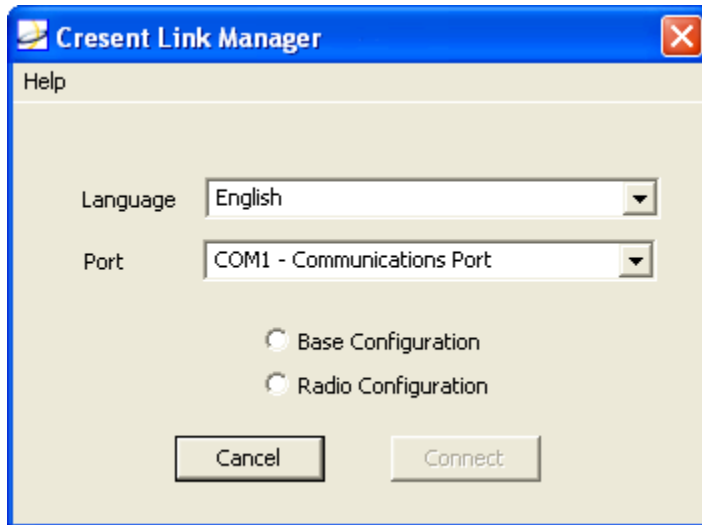 Cresent Link Manager
Help
Language English
Port COM1 - Communications Port
Base Configuration
Radio Configuration
Cancel Connect